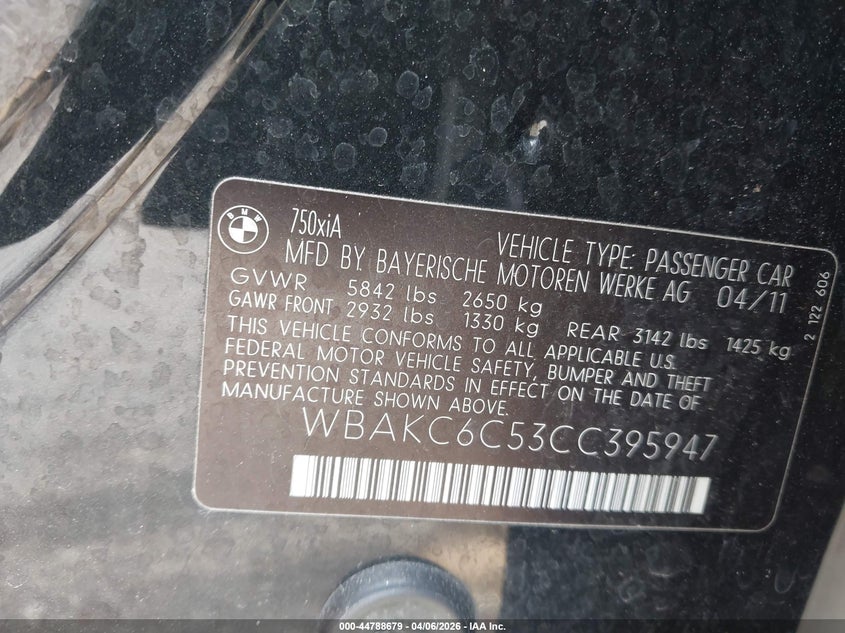 BMW
750xiA
VEHICLE TYPE: PASSENGER CAR
MFD BY. BAYERISCHE MOTOREN WERKE AG 04/11
GVWR 5842 lbs 2650 kg
GAWR FRONT 2932 lbs 1330 kg REAR 3142 lbs 1425 kg
THIS VEHICLE CONFORMS TO ALL APPLICABLE U.S.
FEDERAL MOTOR VEHICLE SAFETY, BUMPER AND THEFT
PREVENTION STANDARDS IN EFFECT ON THE DATE OF
MANUFACTURE SHOWN ABOVE.
WBAKC6C53CC395947
2 122 606
000-44788679 - 04/06/2026 - IAA Inc.